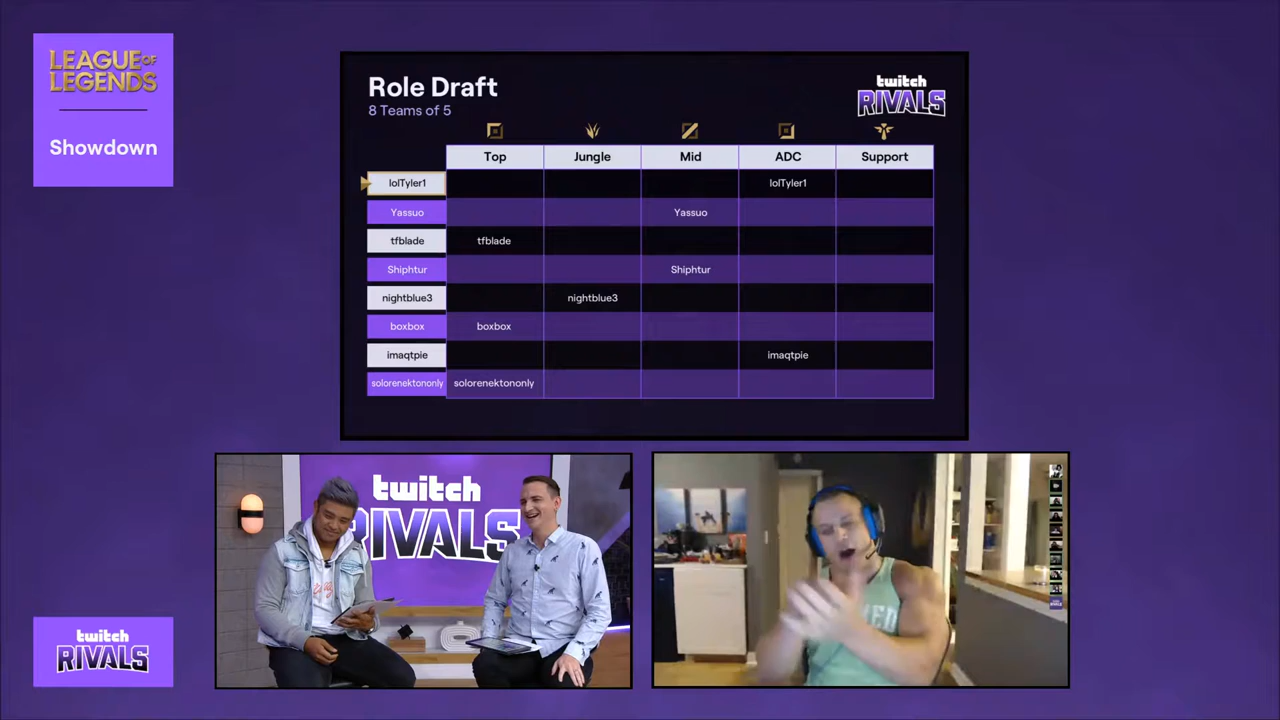 LEAGUE OF
LEGENDS
Showdown
Role Draft
8 Teams of 5
twitch
RIVALS
Top Jungle Mid ADC Support
lolTyler1 lolTyler1
Yassuo Yassuo
tfblade tfblade
Shiphtur Shiphtur
nightblue3 nightblue3
boxbox boxbox
imaqtpie imaqtpie
solorenektononly solorenektononly
twitch
RIVALS
twitch
RIVALS